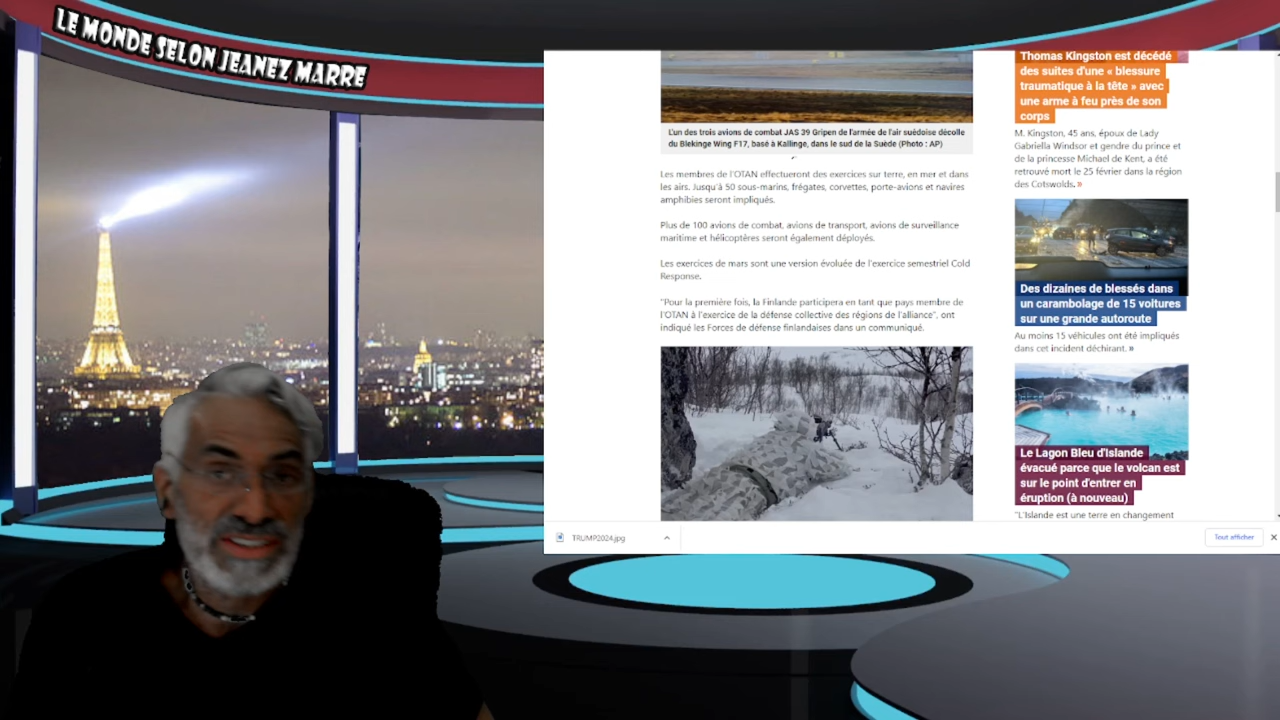 LE MONDE SELON JEANEZ MARRE
L'un des trois avions de combat JAS 39 Gripen de l'armée de l'air suédoise décolle
du Blekinge Wing F17, basé à Kallinge, dans le sud de la Suède (Photo : AP)
Les membres de l'OTAN effectueront des exercices sur terre, en mer et dans
les airs. Jusqu'à 50 sous-marins, frégates, corvettes, porte-avions et navires
amphibies seront impliqués.
Plus de 100 avions de combat, avions de transport, avions de surveillance
maritime et hélicoptères seront également déployés.
Les exercices de mars sont une version évoluée de l'exercice semestriel Cold
Response.
"Pour la première fois, la Finlande participera en tant que pays membre de
l'OTAN à l'exercice de la défense collective des régions de l'alliance", ont
indiqué les Forces de défense finlandaises dans un communiqué.
Thomas Kingston est décédé
des suites d'une « blessure
traumatique à la tête » avec
une arme à feu près de son
corps
M. Kingston, 45 ans, époux de Lady
Gabriella Windsor et gendre du prince et
de la princesse Michael de Kent, a été
retrouvé mort le 25 février dans la région
des Cotswolds. »
Des dizaines de blessés dans
un carambolage de 15 voitures
sur une grande autoroute
Au moins 15 véhicules ont été impliqués
dans cet incident déchirant. »
Le Lagon Bleu d'Islande
évacué parce que le volcan est
sur le point d'entrer en
éruption (à nouveau)
"L'Islande est une terre en changement
TRUMP2024.jpg
Tout afficher